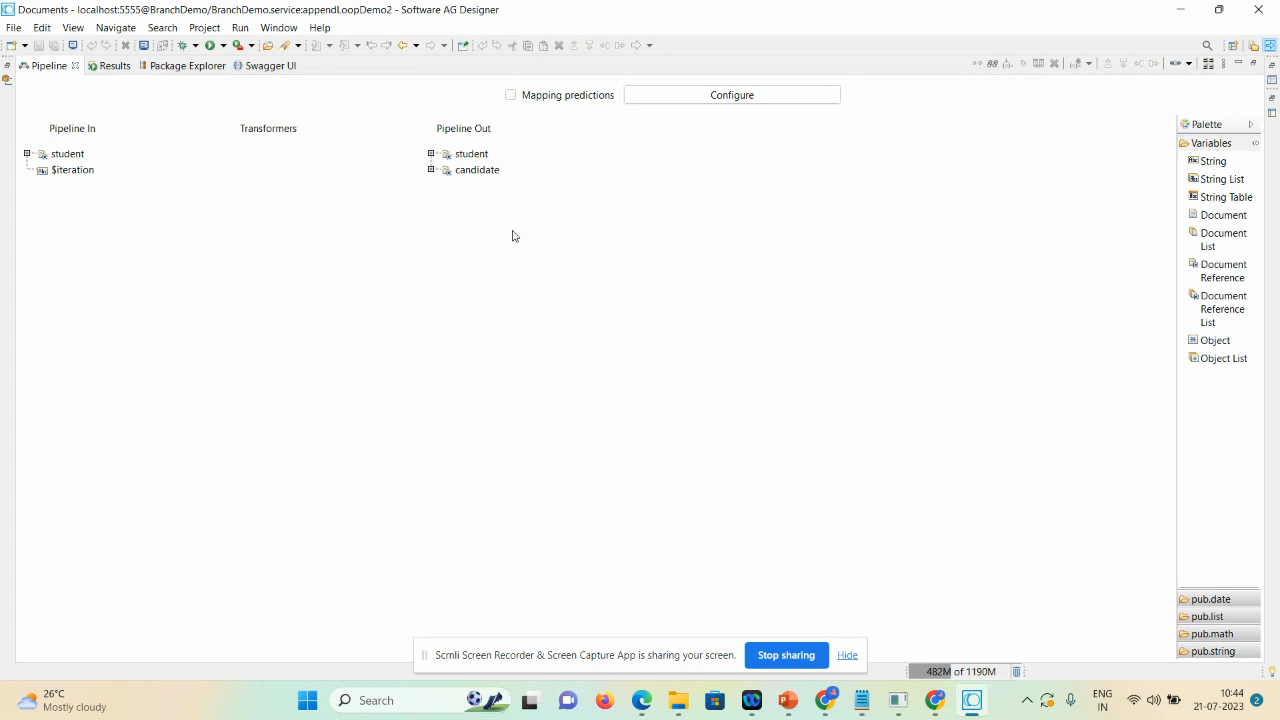 Documents - localhost:5555@BranchDemo/BranchDemo.service:appendLoopDemo2 - Software AG Designer
File Edit View Navigate Search Project Run Window Help
Pipeline Results Package Explorer Swagger UI
Mapping predictions Configure
Pipeline In Transformers Pipeline Out
student student
$iteration candidate
Palette
Variables
String
String List
String Table
Document
Document
List
Document
Reference
Document
Reference
List
Object
Object List
pub.date
pub.list
pub.math
pub.string
Scrnli Screen Recorder & Screen Capture App is sharing your screen. Stop sharing Hide
482M of 1190M
26°C
Mostly cloudy
Search
ENG
IN
10:44
21-07-2023
2